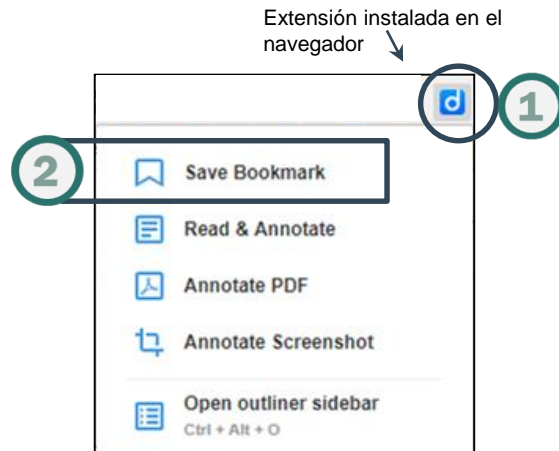 Extensión instalada en el
navegador
d
1
2
Save Bookmark
Read & Annotate
Annotate PDF
Annotate Screenshot
Open outliner sidebar
Ctrl + Alt + O